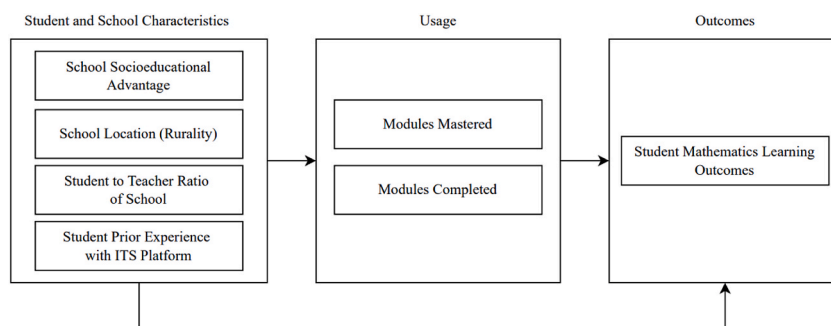 Student and School Characteristics
Usage
Outcomes
School Socioeducational
Advantage
School Location (Rurality)
Student to Teacher Ratio
of School
Student Prior Experience
with ITS Platform
Modules Mastered
Modules Completed
Student Mathematics Learning
Outcomes